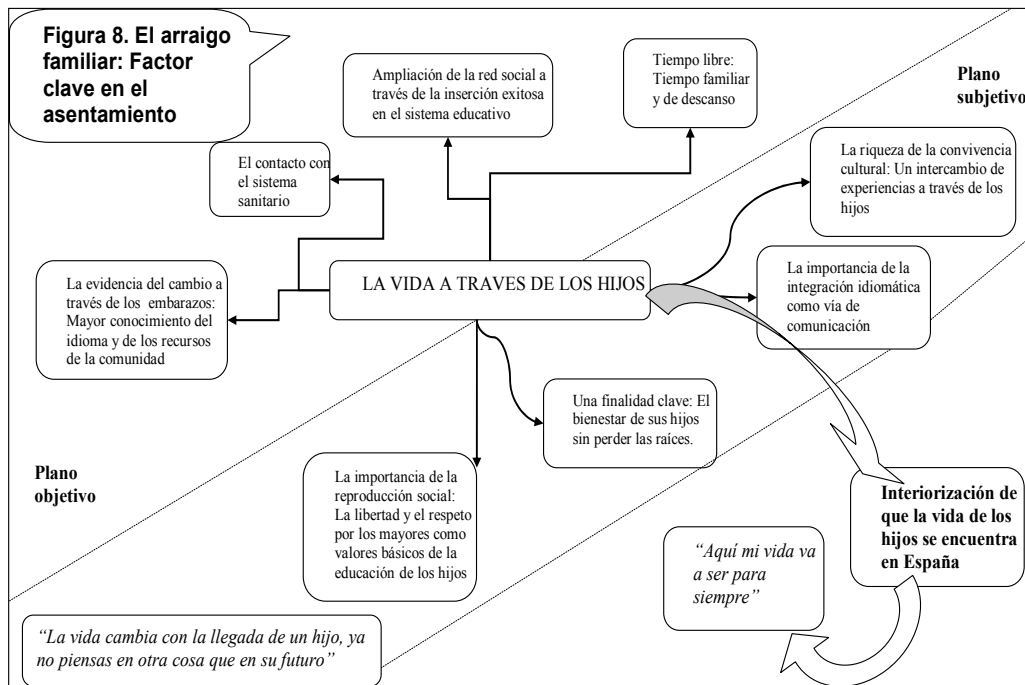 Figura 8. El arraigo
familiar: Factor
clave en el
asentamiento
Ampliación de la red social a
través de la inserción exitosa
en el sistema educativo
Tiempo libre:
Tiempo familiar
y de descanso
Plano
subjetivo
El contacto con
el sistema
sanitario
La riqueza de la convivencia
cultural: Un intercambio de
experiencias a través de los
hijos
La evidencia del cambio a
través de los embarazos:
Mayor conocimiento del
idioma y de los recursos
de la comunidad
LA VIDA A TRAVES DE LOS HIJOS
La importancia de la
integración idiomática
como vía de
comunicación
Una finalidad clave: El
bienestar de sus hijos
sin perder las raíces.
Plano
objetivo
La importancia de la
reproducción social:
La libertad y el respeto
por los mayores como
valores básicos de la
educación de los hijos
Interiorización de
que la vida de los
hijos se encuentra
en España
“Aquí mi vida va
a ser para
siempre”
“La vida cambia con la llegada de un hijo, ya
no piensas en otra cosa que en su futuro”